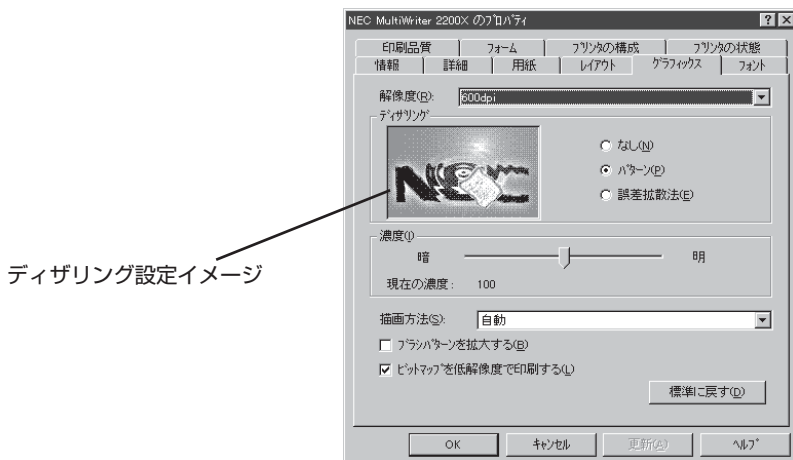 NEC MultiWriter 2200X のﾌﾟﾛﾊﾟﾃｨ
印刷品質 ﾌｫｰﾑ ﾌﾟﾘﾝﾀの構成 ﾌﾟﾘﾝﾀの状態
情報 詳細 用紙 ﾚｲｱｳﾄ ｸﾞﾗﾌｨｯｸｽ ﾌｫﾝﾄ
解像度(R): 600dpi
ﾃﾞｨｻﾞﾘﾝｸﾞ
NEC
なし(N)
ﾊﾟﾀｰﾝ(P)
誤差拡散法(E)
ディザリング設定イメージ
濃度(I)
暗 明
現在の濃度: 100
描画方法(S): 自動
ﾌﾞﾗｼﾊﾟﾀｰﾝを拡大する(B)
ﾋﾞｯﾄﾏｯﾌﾟを低解像度で印刷する(L)
標準に戻す(D)
OK ｷｬﾝｾﾙ 更新(A) ﾍﾙﾌﾟ